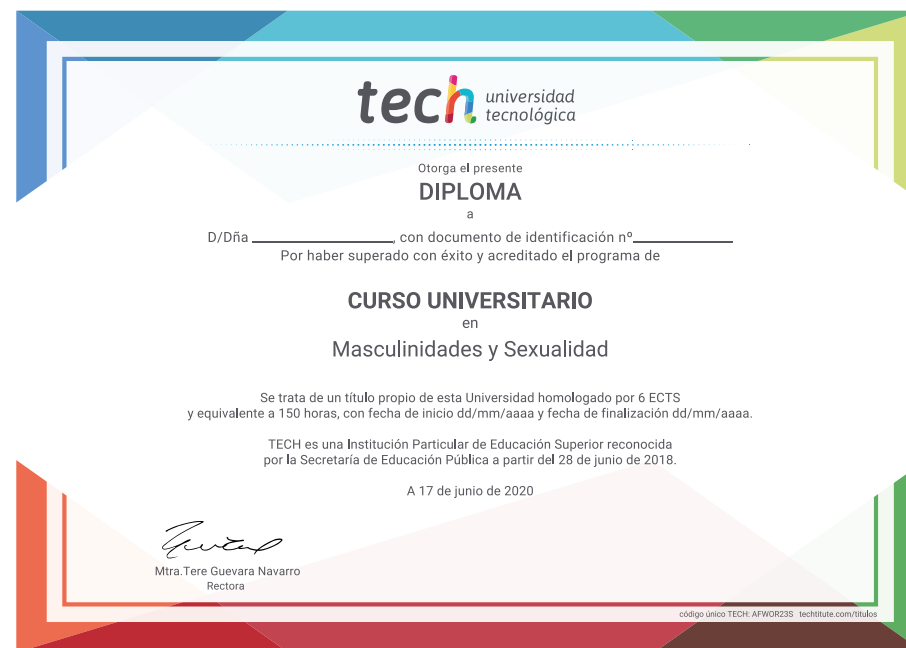 tech universidad
tecnológica
Otorga el presente
DIPLOMA
a
D/Dña ____________, con documento de identificación nº____________
Por haber superado con éxito y acreditado el programa de
CURSO UNIVERSITARIO
en
Masculinidades y Sexualidad
Se trata de un título propio de esta Universidad homologado por 6 ECTS
y equivalente a 150 horas, con fecha de inicio dd/mm/aaaa y fecha de finalización dd/mm/aaaa.
TECH es una Institución Particular de Educación Superior reconocida
por la Secretaría de Educación Pública a partir del 28 de junio de 2018.
A 17 de junio de 2020
Mtra.Tere Guevara Navarro
Rectora
código único TECH: AFWOR23S techtitute.com/titulos